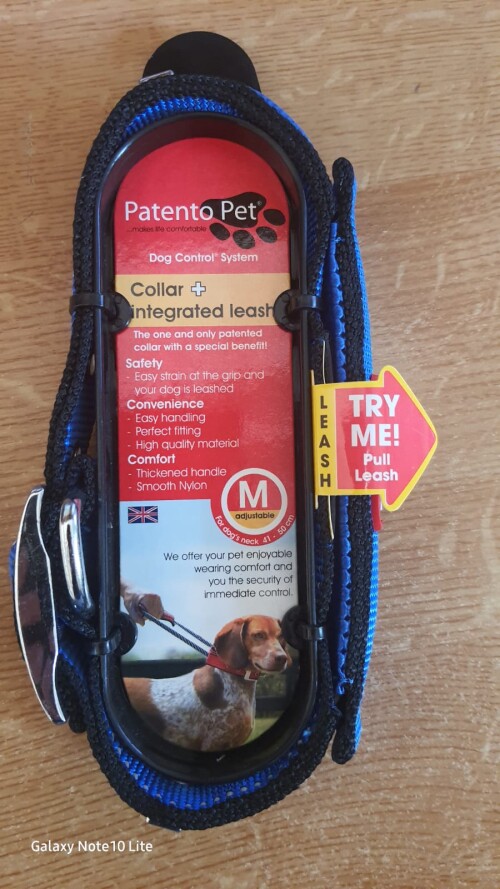 Patento Pet®
...makes life comfortable
Dog Control® System
Collar +
integrated leash
The one and only patented
collar with a special benefit!
Safety
- Easy strain at the grip and
your dog is leashed
Convenience
- Easy handling
- Perfect fitting
- High quality material
Comfort
- Thickened handle
- Smooth Nylon
M
adjustable
For dog's neck 41 - 50 cm
We offer your pet enjoyable
wearing comfort and
you the security of
immediate control.
LEASH
TRY
ME!
Pull
Leash
Galaxy Note10 Lite